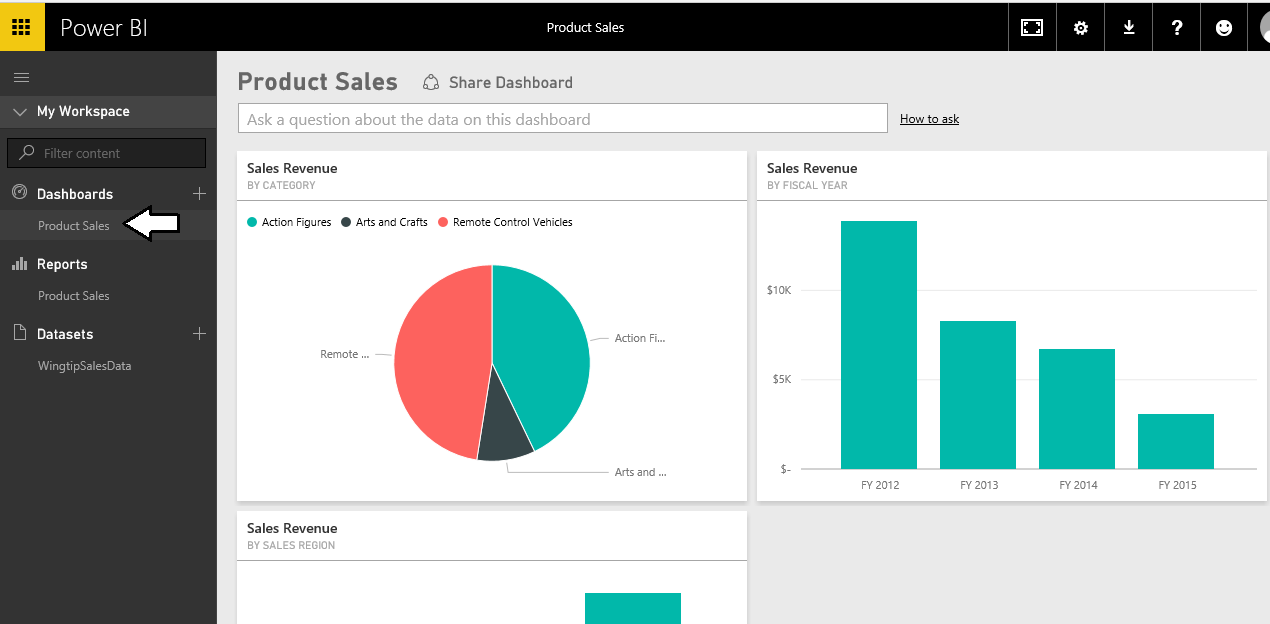 Power BI
Product Sales
?
My Workspace
Filter content
Dashboards
Product Sales
Reports
Product Sales
Datasets
WingtipSalesData
Product Sales
Share Dashboard
Ask a question about the data on this dashboard
How to ask
Sales Revenue
BY CATEGORY
Action Figures
Arts and Crafts
Remote Control Vehicles
Action Fi...
Remote ...
Arts and ...
Sales Revenue
BY FISCAL YEAR
$10K
$5K
$-
FY 2012
FY 2013
FY 2014
FY 2015
Sales Revenue
BY SALES REGION